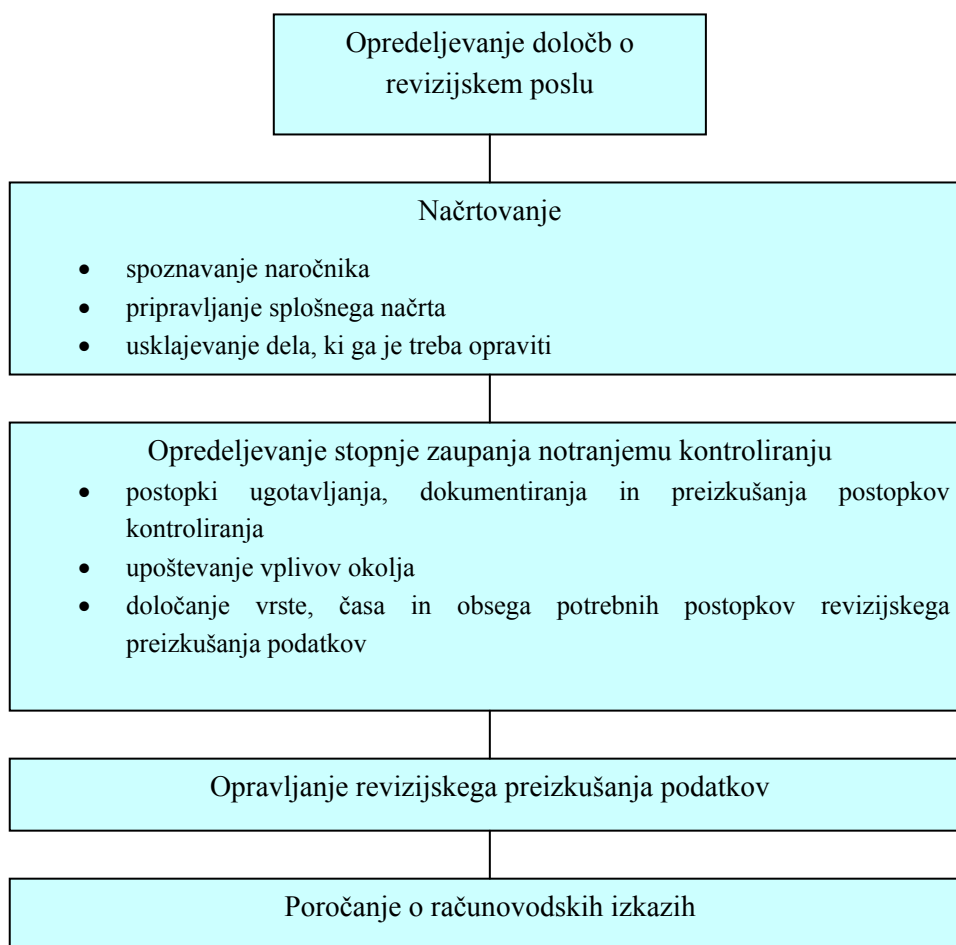 Opredeljevanje določb o
revizijskem poslu
Načrtovanje
• spoznavanje naročnika
• pripravljanje splošnega načrta
• usklajevanje dela, ki ga je treba opraviti
Opredeljevanje stopnje zaupanja notranjemu kontroliranju
• postopki ugotavljanja, dokumentiranja in preizkušanja postopkov
kontroliranja
• upoštevanje vplivov okolja
• določanje vrste, časa in obsega potrebnih postopkov revizijskega
preizkušanja podatkov
Opravljanje revizijskega preizkušanja podatkov
Poročanje o računovodskih izkazih